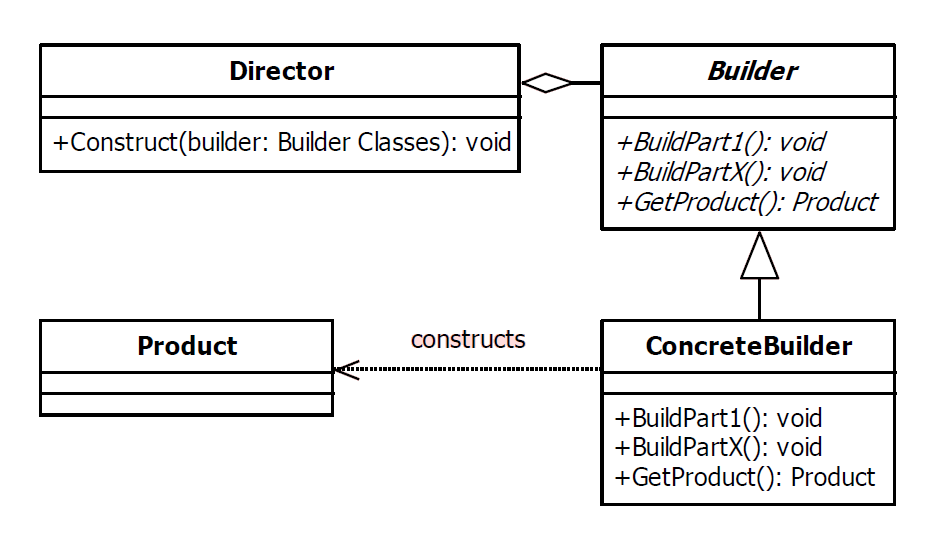 Director
+Construct(builder: Builder Classes): void
Builder
+BuildPart1(): void
+BuildPartX(): void
+GetProduct(): Product
Product
constructs
ConcreteBuilder
+BuildPart1(): void
+BuildPartX(): void
+GetProduct(): Product